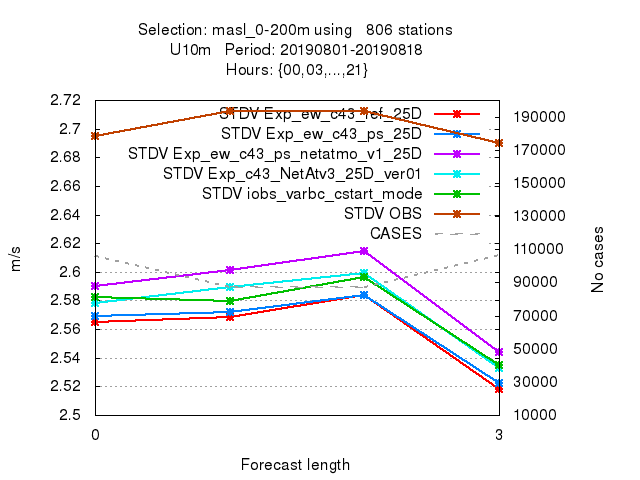 Selection: masl_0-200m using 806 stations
U10m Period: 20190801-20190818
Hours: {00,03,...,21}
2.72
2.7
2.68
2.66
2.64
2.62
2.6
2.58
2.56
2.54
2.52
2.5
m/s
STDV Exp_ew_c43_ref_25D
STDV Exp_ew_c43_ps_25D
STDV Exp_ew_c43_ps_netatmo_v1_25D
STDV Exp_c43_NetAtv3_25D_ver01
STDV iobs_varbc_cstart_mode
STDV OBS
CASES
190000
170000
150000
130000
110000
90000
70000
50000
30000
10000
No cases
0
3
Forecast length